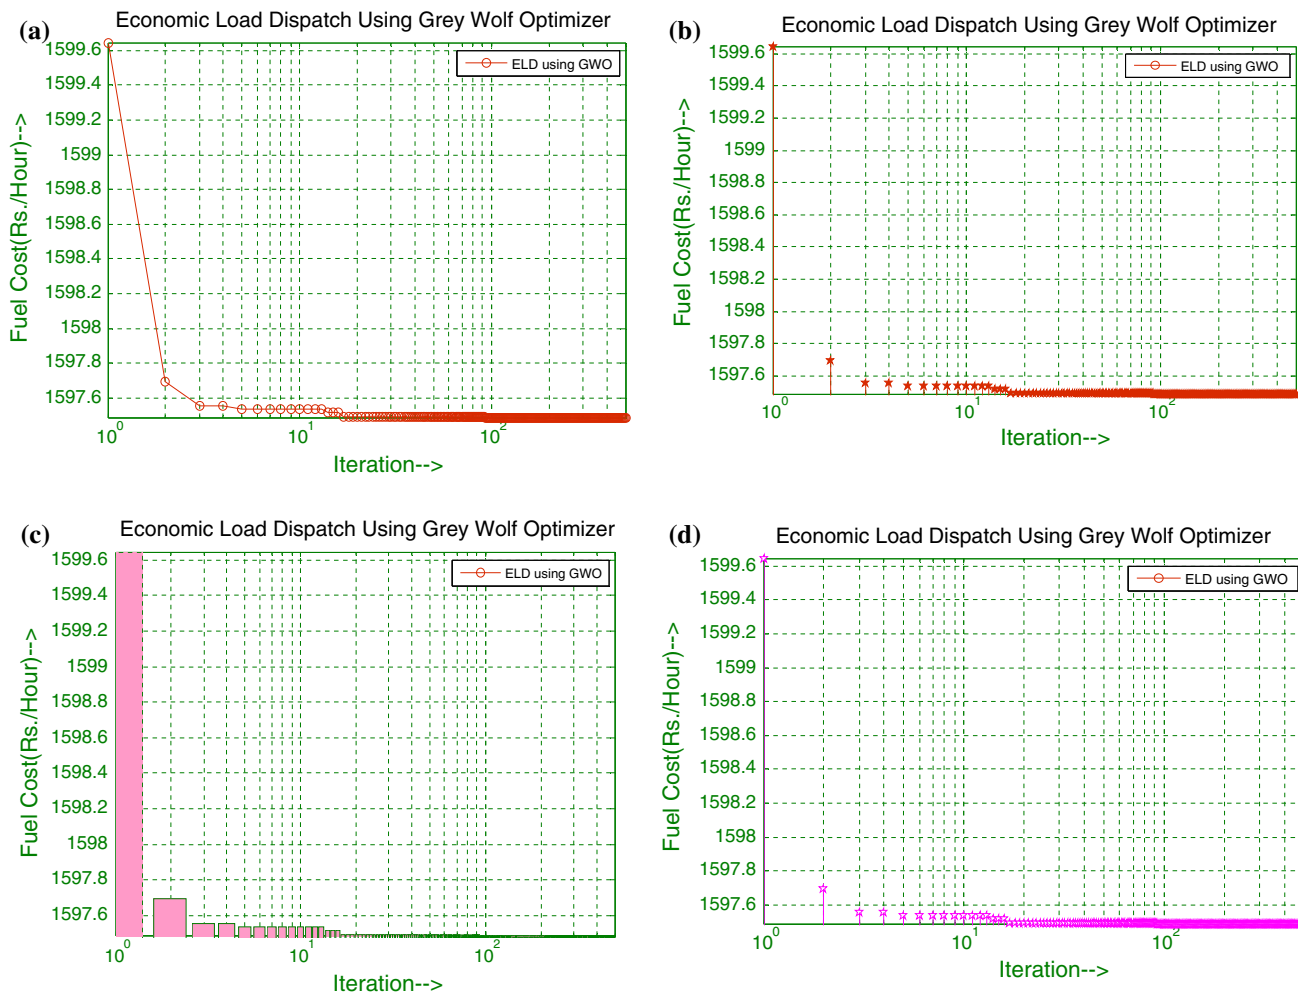 (a)
Economic Load Dispatch Using Grey Wolf Optimizer
1599.6
1599.4
1599.2
1599
1598.8
1598.6
1598.4
1598.2
1598
1597.8
1597.6
Fuel Cost(Rs./Hour)-->
ELD using GWO
10^0
10^1
10^2
Iteration-->
(b)
Economic Load Dispatch Using Grey Wolf Optimizer
1599.6
1599.4
1599.2
1599
1598.8
1598.6
1598.4
1598.2
1598
1597.8
1597.6
Fuel Cost(Rs./Hour)-->
ELD using GWO
10^0
10^1
10^2
Iteration-->
(c)
Economic Load Dispatch Using Grey Wolf Optimizer
1599.6
1599.4
1599.2
1599
1598.8
1598.6
1598.4
1598.2
1598
1597.8
1597.6
Fuel Cost(Rs./Hour)-->
ELD using GWO
10^0
10^1
10^2
Iteration-->
(d)
Economic Load Dispatch Using Grey Wolf Optimizer
1599.6
1599.4
1599.2
1599
1598.8
1598.6
1598.4
1598.2
1598
1597.8
1597.6
Fuel Cost(Rs./Hour)-->
ELD using GWO
10^0
10^1
10^2
Iteration-->